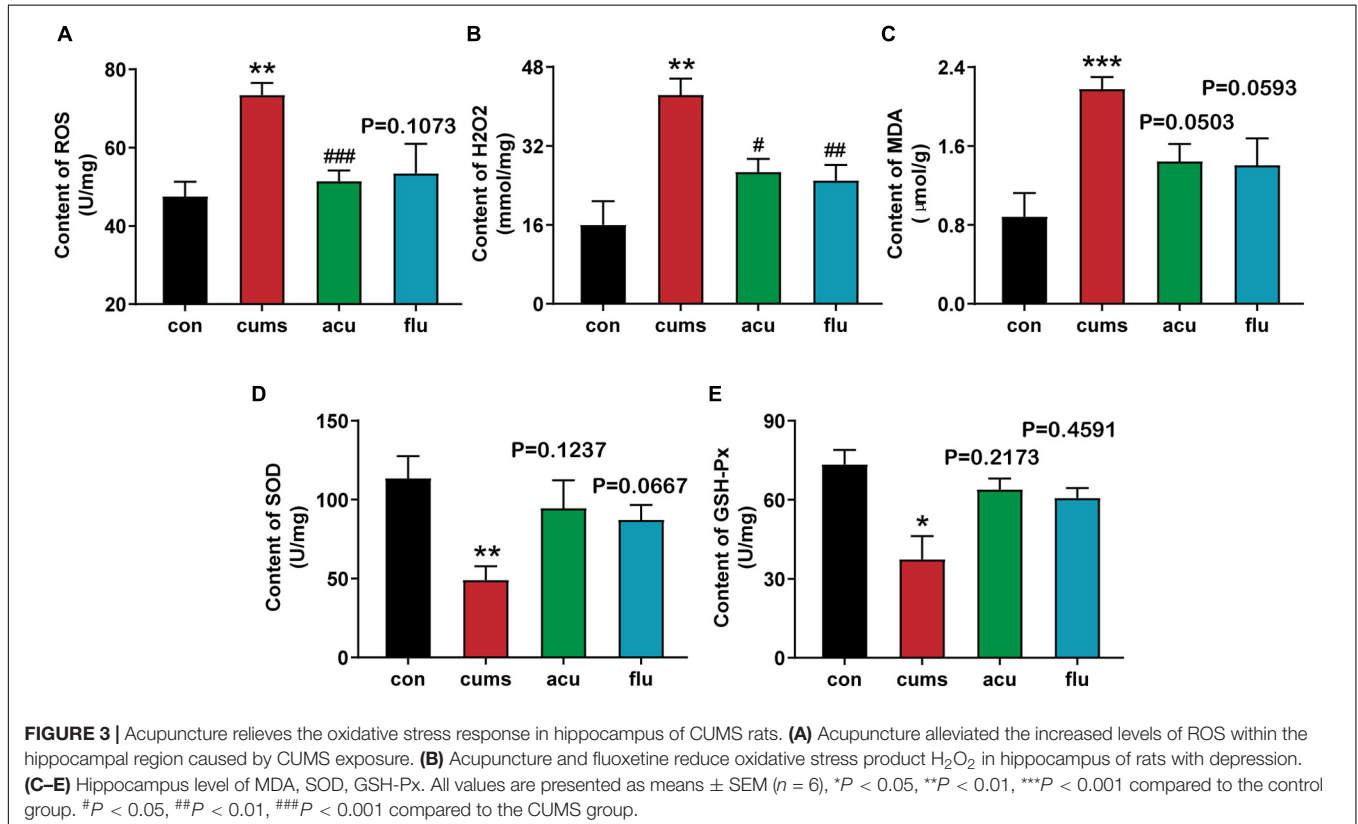 A
Content of ROS
(U/mg)
80
60
40
20
**
###
P=0.1073
con cums acu flu
B
Content of H2O2
(mmol/mg)
48
32
16
0
**
#
##
con cums acu flu
C
Content of MDA
(μmol/g)
2.4
1.6
0.8
0.0
***
P=0.0503
P=0.0593
con cums acu flu
D
Content of SOD
(U/mg)
150
100
50
0
**
P=0.1237
P=0.0667
con cums acu flu
E
Content of GSH-Px
(U/mg)
90
60
30
0
*
P=0.2173
P=0.4591
con cums acu flu
FIGURE 3 | Acupuncture relieves the oxidative stress response in hippocampus of CUMS rats. (A) Acupuncture alleviated the increased levels of ROS within the
hippocampal region caused by CUMS exposure. (B) Acupuncture and fluoxetine reduce oxidative stress product H₂O₂ in hippocampus of rats with depression.
(C–E) Hippocampus level of MDA, SOD, GSH-Px. All values are presented as means ± SEM (n = 6), *P < 0.05, **P < 0.01, ***P < 0.001 compared to the control
group. #P < 0.05, ##P < 0.01, ###P < 0.001 compared to the CUMS group.